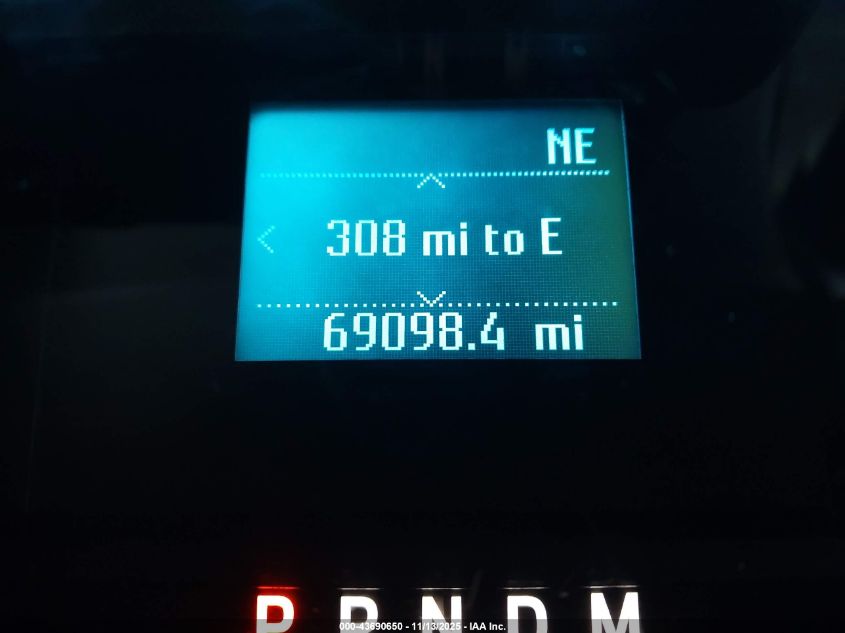 NE
308 mi to E
69098.4 mi
P R N D M
000-43690650 - 11/13/2025 - IAA Inc.